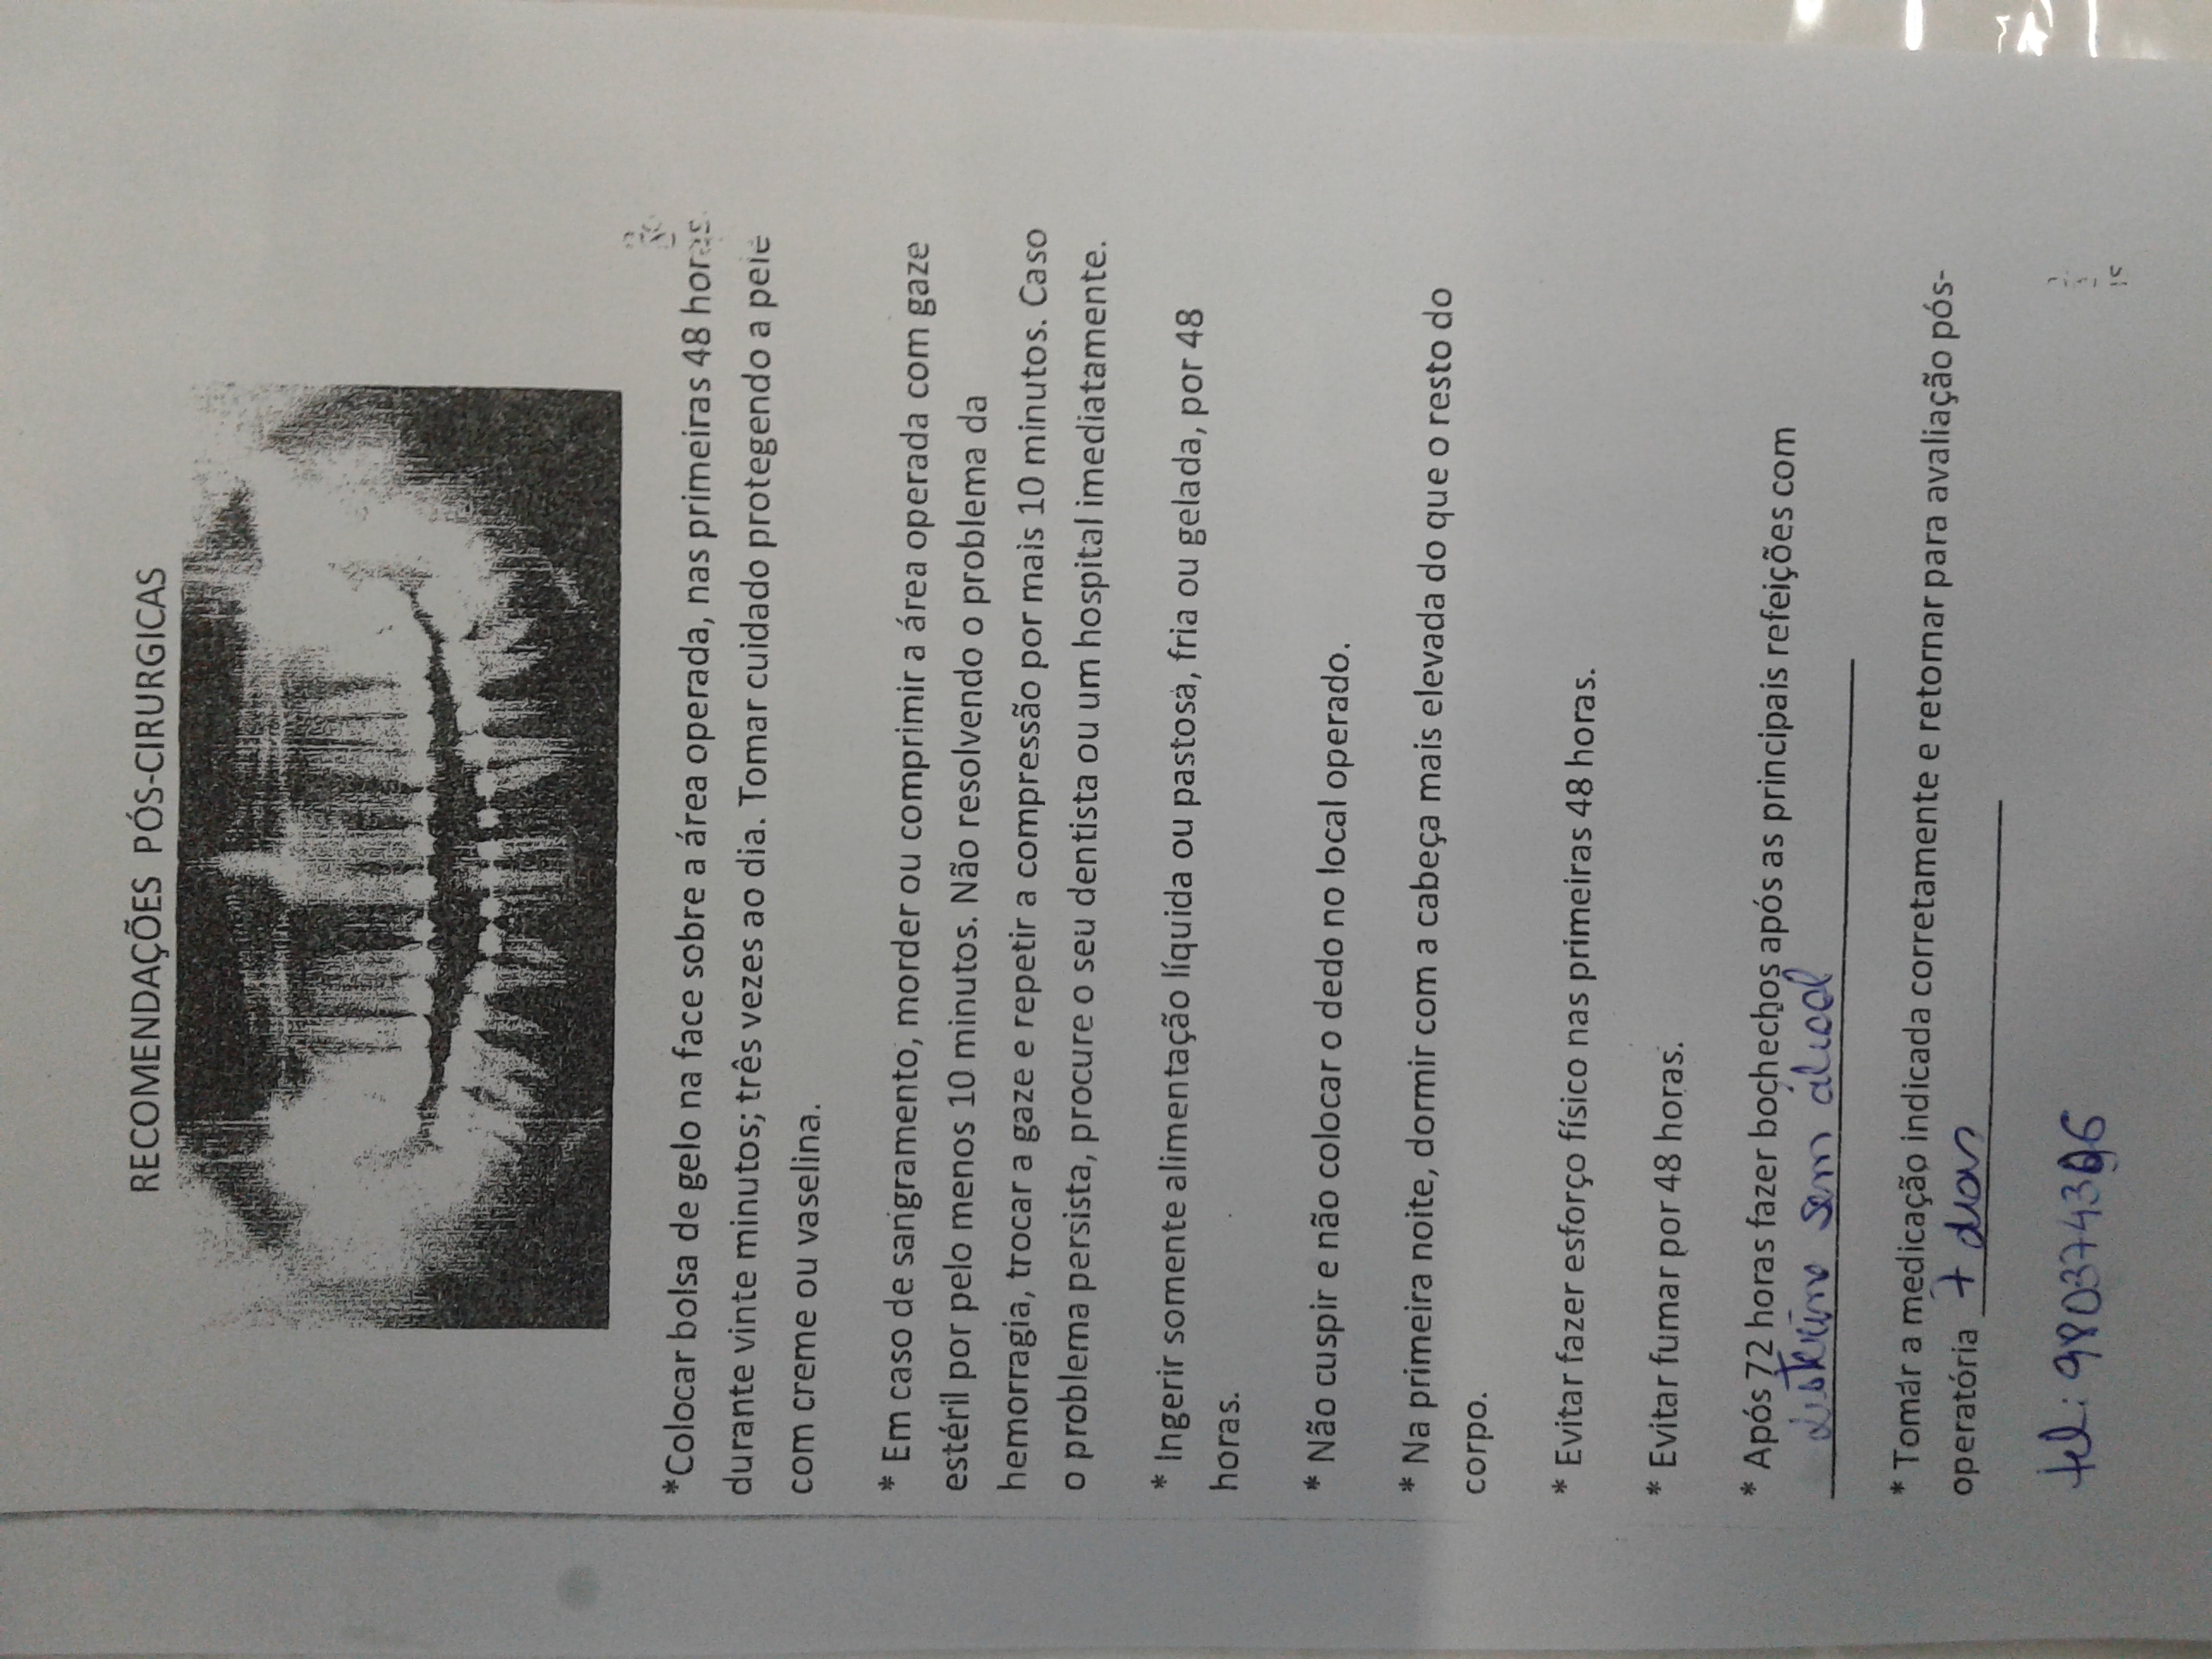 RECOMENDAÇÕES PÓS-CIRURGICAS
*Colocar bolsa de gelo na face sobre a área operada, nas primeiras 48 horas.
durante vinte minutos; três vezes ao dia. Tomar cuidado protegendo a pele
com creme ou vaselina.
* Em caso de sangramento, morder ou comprimir a área operada com gaze
estéril por pelo menos 10 minutos. Não resolvendo o problema da
hemorragia, trocar a gaze e repetir a compressão por mais 10 minutos. Caso
o problema persista, procure o seu dentista ou um hospital imediatamente.
* Ingerir somente alimentação líquida ou pastosa, fria ou gelada, por 48
horas.
* Não cuspir e não colocar o dedo no local operado.
* Na primeira noite, dormir com a cabeça mais elevada do que o resto do
corpo.
* Evitar fazer esforço físico nas primeiras 48 horas.
* Evitar fumar por 48 horas.
* Após 72 horas fazer bochechos após as principais refeições com
listerine sem álcool
* Tomar a medicação indicada corretamente e retornar para avaliação pós-
operatória 7 dias
tel: 9803743